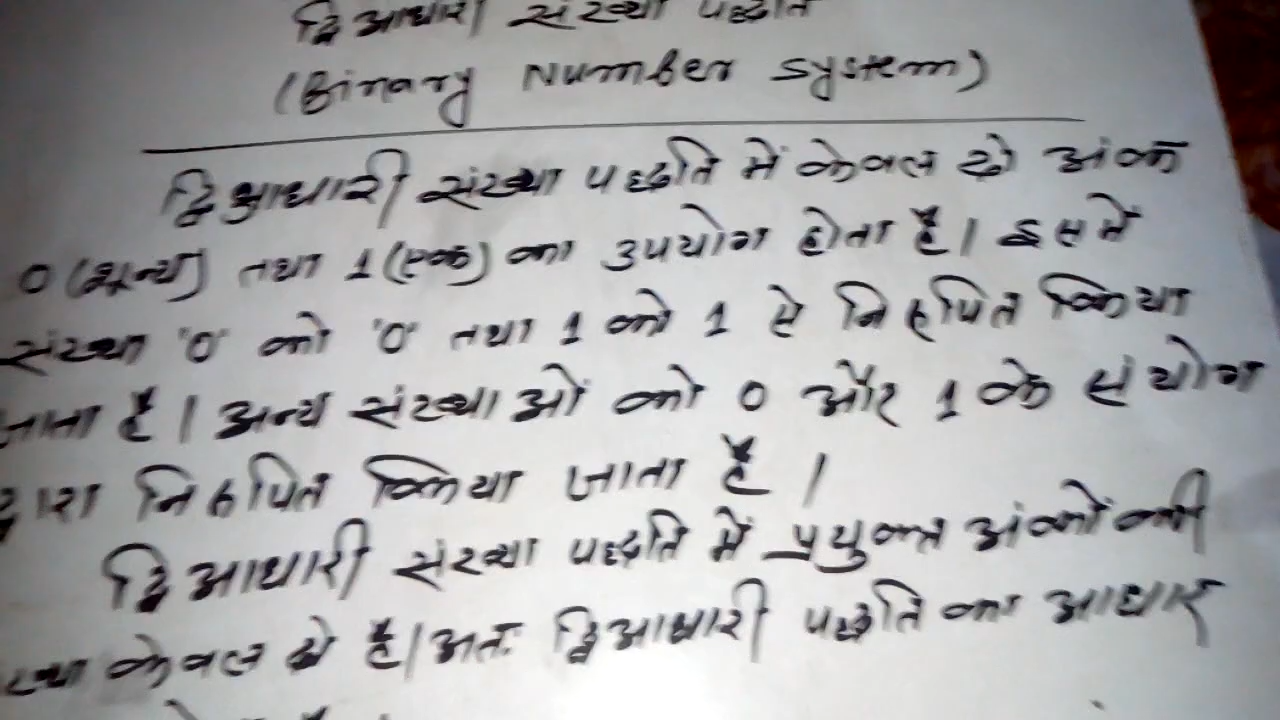 द्विआधारी संख्या पद्धति
(Binary Number System)
द्विआधारी संख्या पद्धति में केवल दो अंक
0 (शून्य) तथा 1 (एक) का उपयोग होता है। इसमें
संख्या '0' को '0' तथा 1 को 1 से निरुपित किया
जाता है। अन्य संख्याओं को 0 और 1 के संयोग
द्वारा निरुपित किया जाता है।
द्विआधारी संख्या पद्धति में प्रयुक्त अंकों की
केवल दो है। अतः द्विआधारी पद्धति का आधार